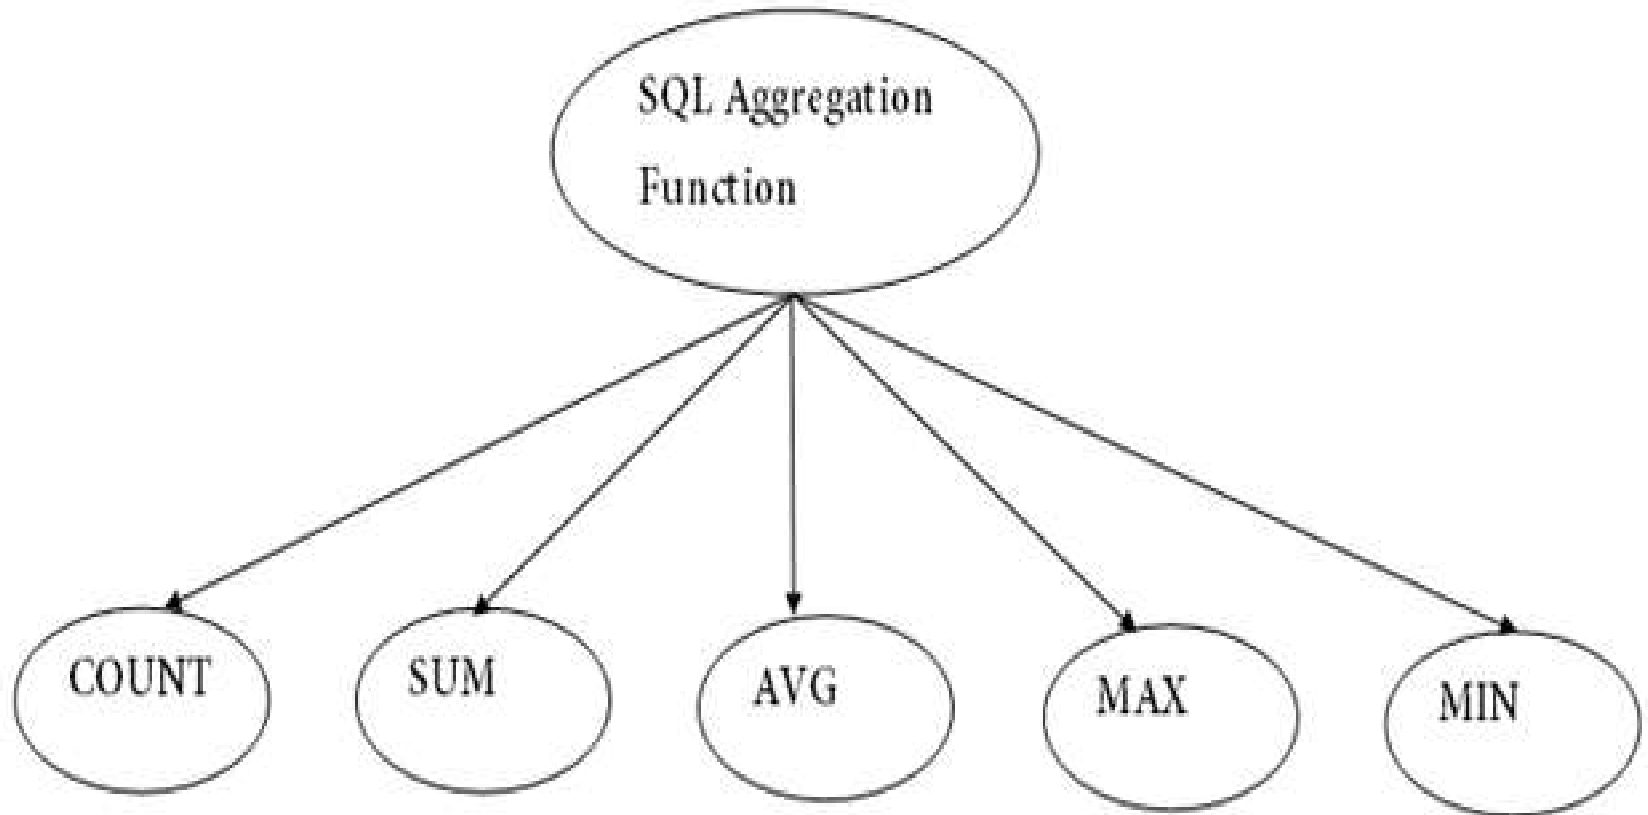 SQL Aggregation
Function
COUNT
SUM
AVG
MAX
MIN